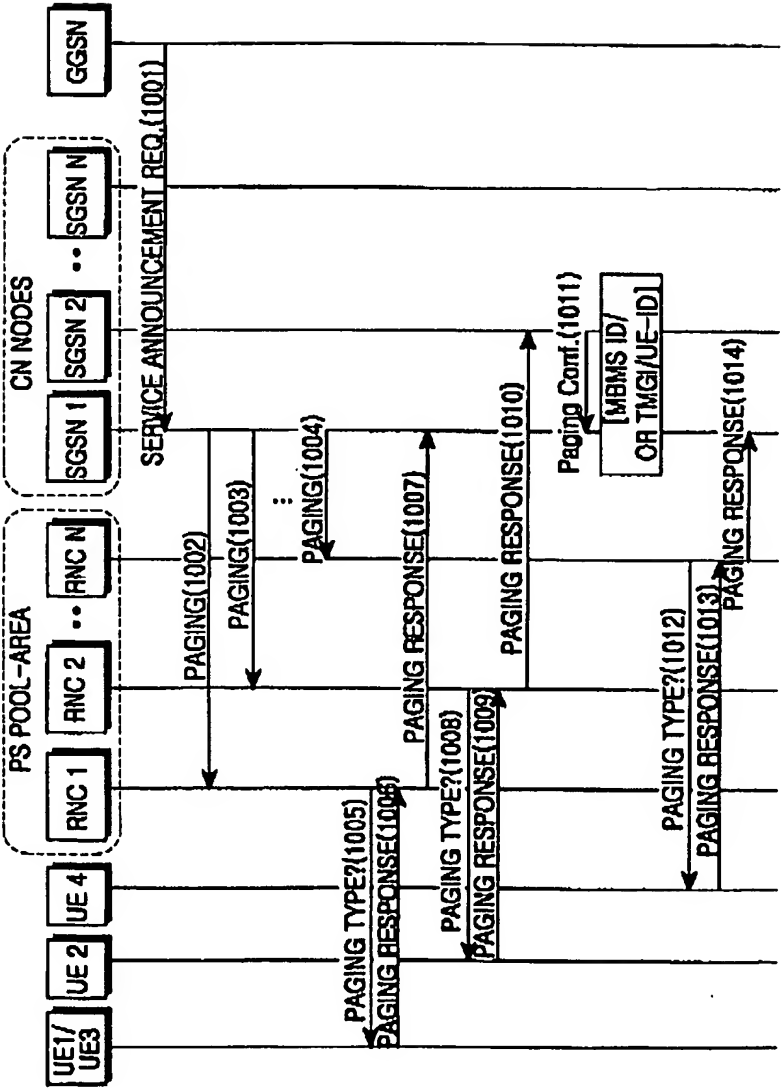 PS POOL-AREA
CN NODES
UE1/
UE3
UE 2
UE 4
RNC 1
RNC 2
••
RNC N
SGSN 1
SGSN 2
••
SGSN N
GGSN
SERVICE ANNOUNCEMENT REQ.(1001)
PAGING(1002)
PAGING(1003)
...
PAGING(1004)
PAGING TYPE?(1005)
PAGING RESPONSE(1006)
PAGING RESPONSE(1007)
PAGING TYPE?(1008)
PAGING RESPONSE(1009)
PAGING RESPONSE(1010)
Paging Conf.(1011)
[MBMS ID/
OR TMGI/UE-ID]
PAGING TYPE?(1012)
PAGING RESPONSE(1013)
PAGING RESPONSE(1014)